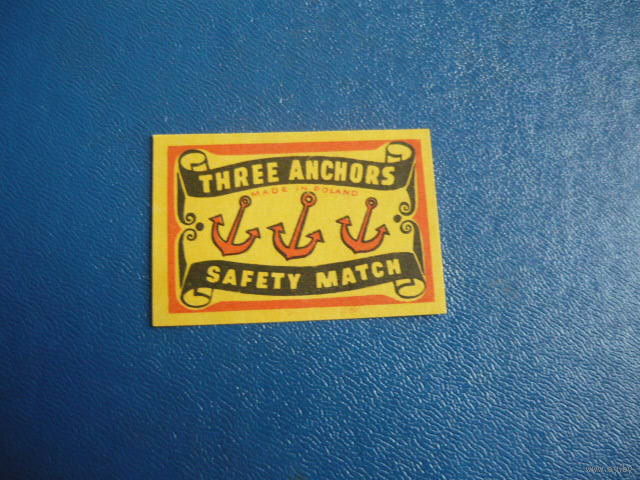 THREE ANCHORS
MADE IN POLAND
SAFETY MATCH